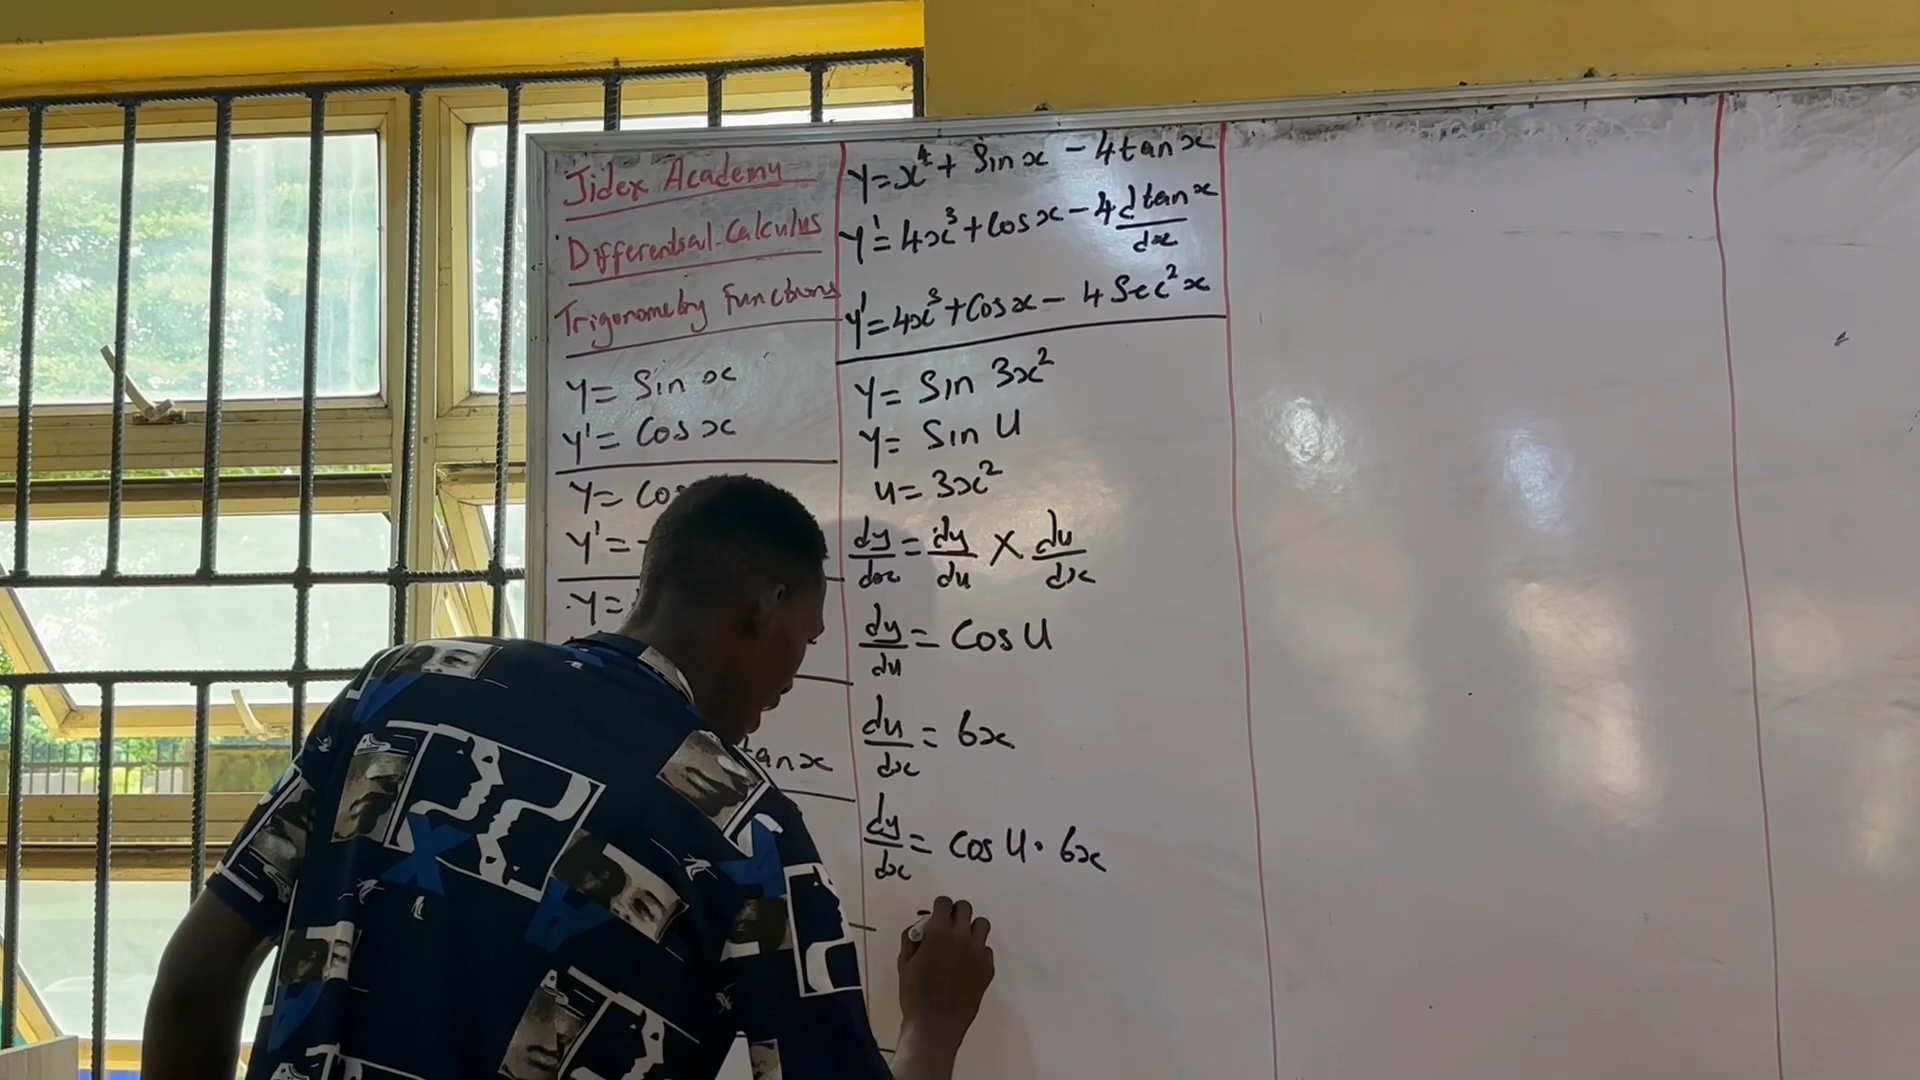 Jidex Academy
Differential Calculus
Trigonometry Functions
y = Sin x
y' = Cos x
y = Cos
y' = -
y =
tan x
y = x⁴ + Sin x - 4 tan x
y' = 4x³ + Cos x - 4 d tan x / dx
y' = 4x³ + Cos x - 4 Sec² x
y = Sin 3x²
y = Sin U
u = 3x²
dy/dx = dy/du × du/dx
dy/du = Cos U
du/dx = 6x
dy/dx = Cos U · 6x